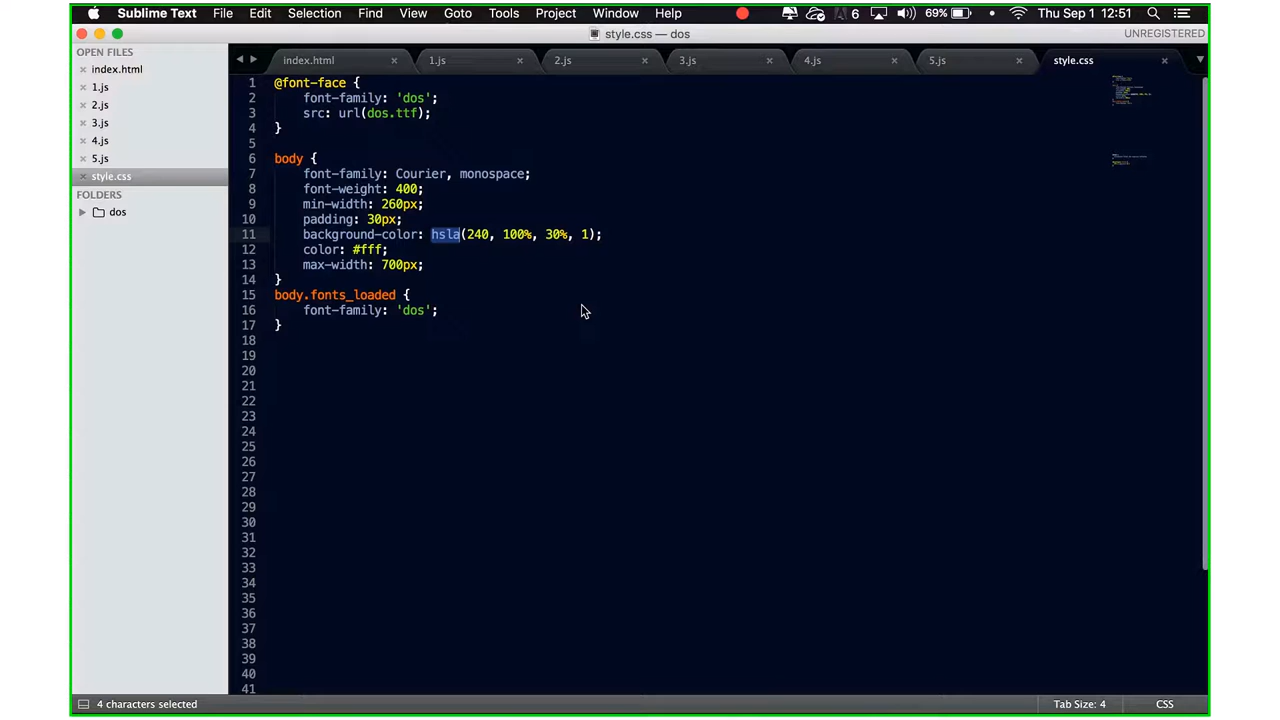 Sublime Text File Edit Selection Find View Goto Tools Project Window Help 6 69% Thu Sep 1 12:51
style.css — dos UNREGISTERED
OPEN FILES
index.html
1.js
2.js
3.js
4.js
5.js
style.css
FOLDERS
dos
index.html 1.js 2.js 3.js 4.js 5.js style.css
1 @font-face {
2 font-family: 'dos';
3 src: url(dos.ttf);
4 }
5
6 body {
7 font-family: Courier, monospace;
8 font-weight: 400;
9 min-width: 260px;
10 padding: 30px;
11 background-color: hsla(240, 100%, 30%, 1);
12 color: #fff;
13 max-width: 700px;
14 }
15 body.fonts_loaded {
16 font-family: 'dos';
17 }
18
19
20
21
22
23
24
25
26
27
28
29
30
31
32
33
34
35
36
37
38
39
40
41
4 characters selected Tab Size: 4 CSS